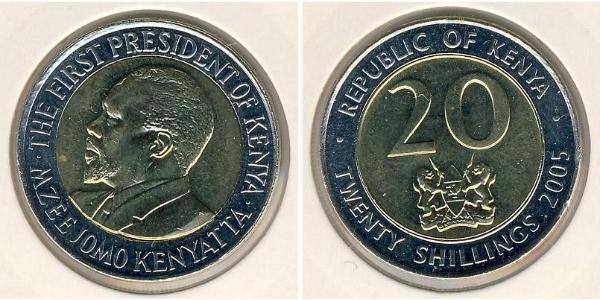 THE FIRST PRESIDENT OF KENYA
MZEE JOMO KENYATTA
REPUBLIC OF KENYA
20
TWENTY SHILLINGS 2005